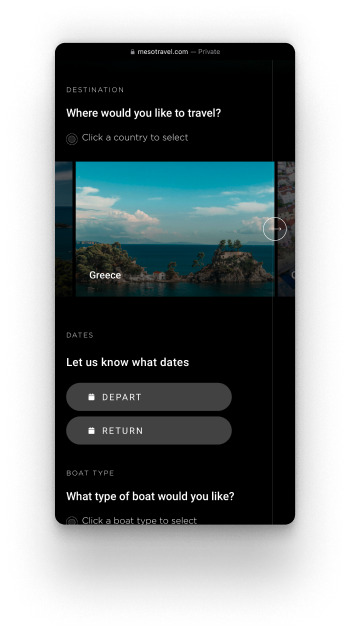 mesotravel.com — Private
DESTINATION
Where would you like to travel?
Click a country to select
Greece
DATES
Let us know what dates
DEPART
RETURN
BOAT TYPE
What type of boat would you like?
Click a boat type to select